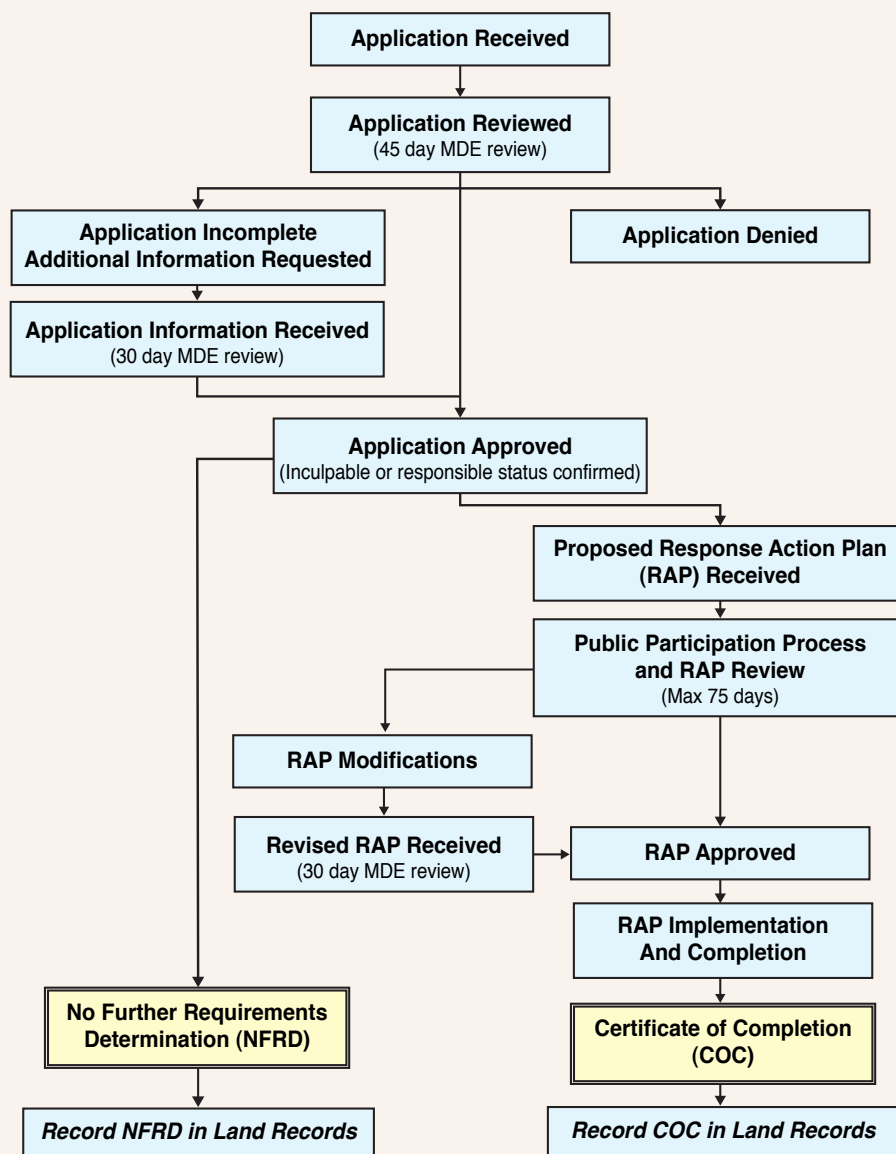 Application Received
Application Reviewed
(45 day MDE review)
Application Incomplete
Additional Information Requested
Application Denied
Application Information Received
(30 day MDE review)
Application Approved
(Inculpable or responsible status confirmed)
Proposed Response Action Plan
(RAP) Received
Public Participation Process
and RAP Review
(Max 75 days)
RAP Modifications
Revised RAP Received
(30 day MDE review)
RAP Approved
RAP Implementation
And Completion
No Further Requirements
Determination (NFRD)
Certificate of Completion
(COC)
Record NFRD in Land Records
Record COC in Land Records